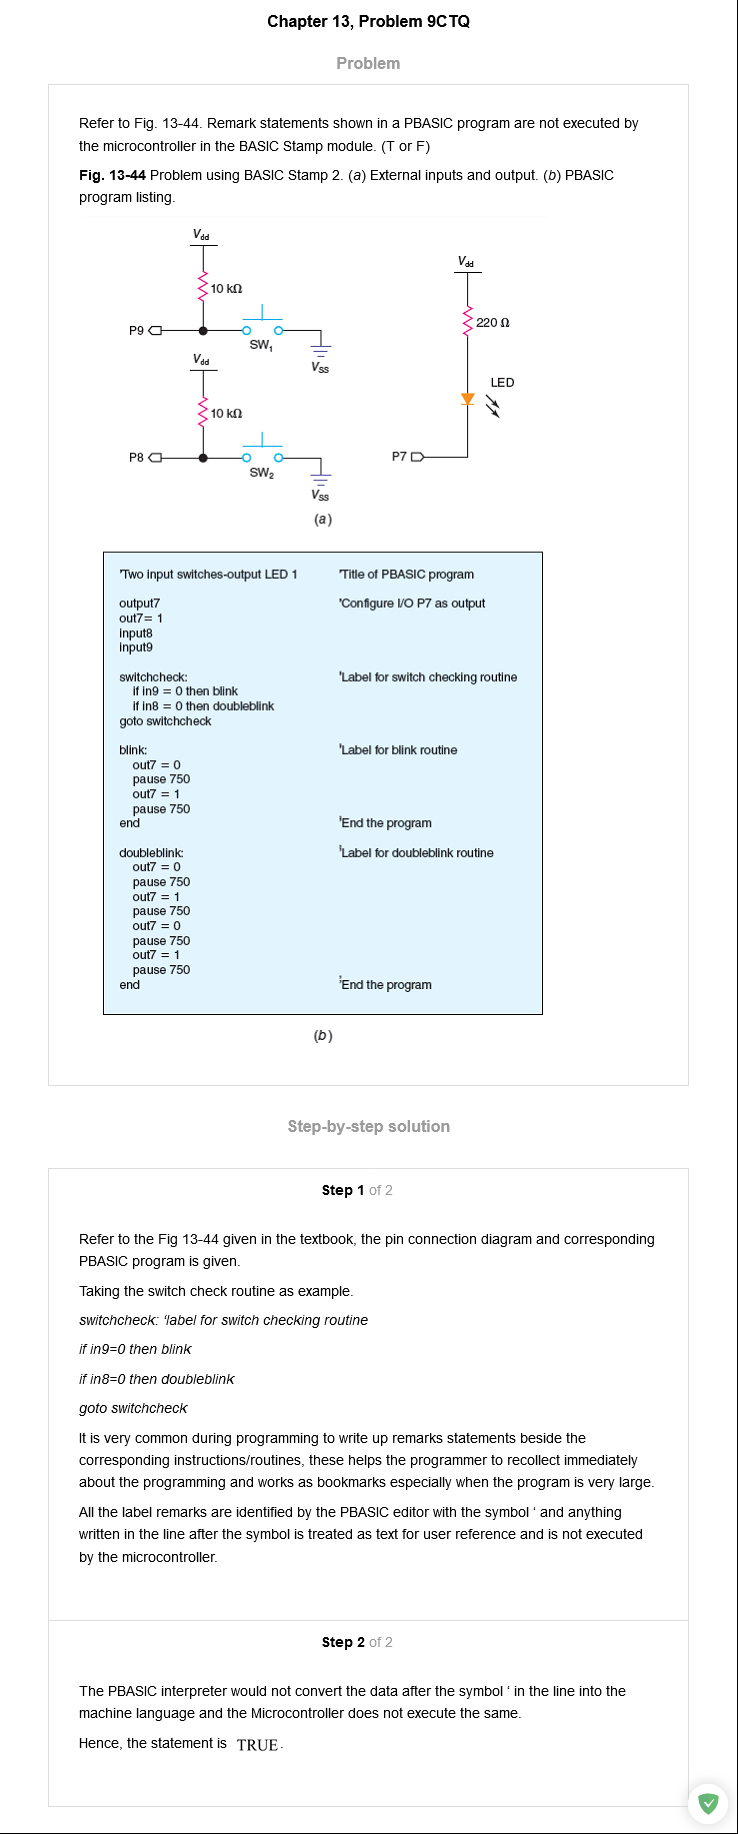 Chapter 13, Problem 9CTQ
Problem
Refer to Fig. 13-44. Remark statements shown in a PBASIC program are not executed by
the microcontroller in the BASIC Stamp module. (T or F)
Fig. 13-44 Problem using BASIC Stamp 2. (a) External inputs and output. (b) PBASIC
program listing.
Vdd
Vdd
10 kΩ
220 Ω
P9
SW1
Vdd
VSS
LED
10 kΩ
P8
P7
SW2
VSS
(a)
'Two input switches-output LED 1 'Title of PBASIC program
output7 'Configure I/O P7 as output
out7= 1
input8
input9
switchcheck: 'Label for switch checking routine
if in9 = 0 then blink
if in8 = 0 then doubleblink
goto switchcheck
blink: 'Label for blink routine
out7 = 0
pause 750
out7 = 1
pause 750
end 'End the program
doubleblink: 'Label for doubleblink routine
out7 = 0
pause 750
out7 = 1
pause 750
out7 = 0
pause 750
out7 = 1
pause 750
end 'End the program
(b)
Step-by-step solution
Step 1 of 2
Refer to the Fig 13-44 given in the textbook, the pin connection diagram and corresponding
PBASIC program is given.
Taking the switch check routine as example.
switchcheck: ‘label for switch checking routine
if in9=0 then blink
if in8=0 then doubleblink
goto switchcheck
It is very common during programming to write up remarks statements beside the
corresponding instructions/routines, these helps the programmer to recollect immediately
about the programming and works as bookmarks especially when the program is very large.
All the label remarks are identified by the PBASIC editor with the symbol ‘ and anything
written in the line after the symbol is treated as text for user reference and is not executed
by the microcontroller.
Step 2 of 2
The PBASIC interpreter would not convert the data after the symbol ‘ in the line into the
machine language and the Microcontroller does not execute the same.
Hence, the statement is TRUE.